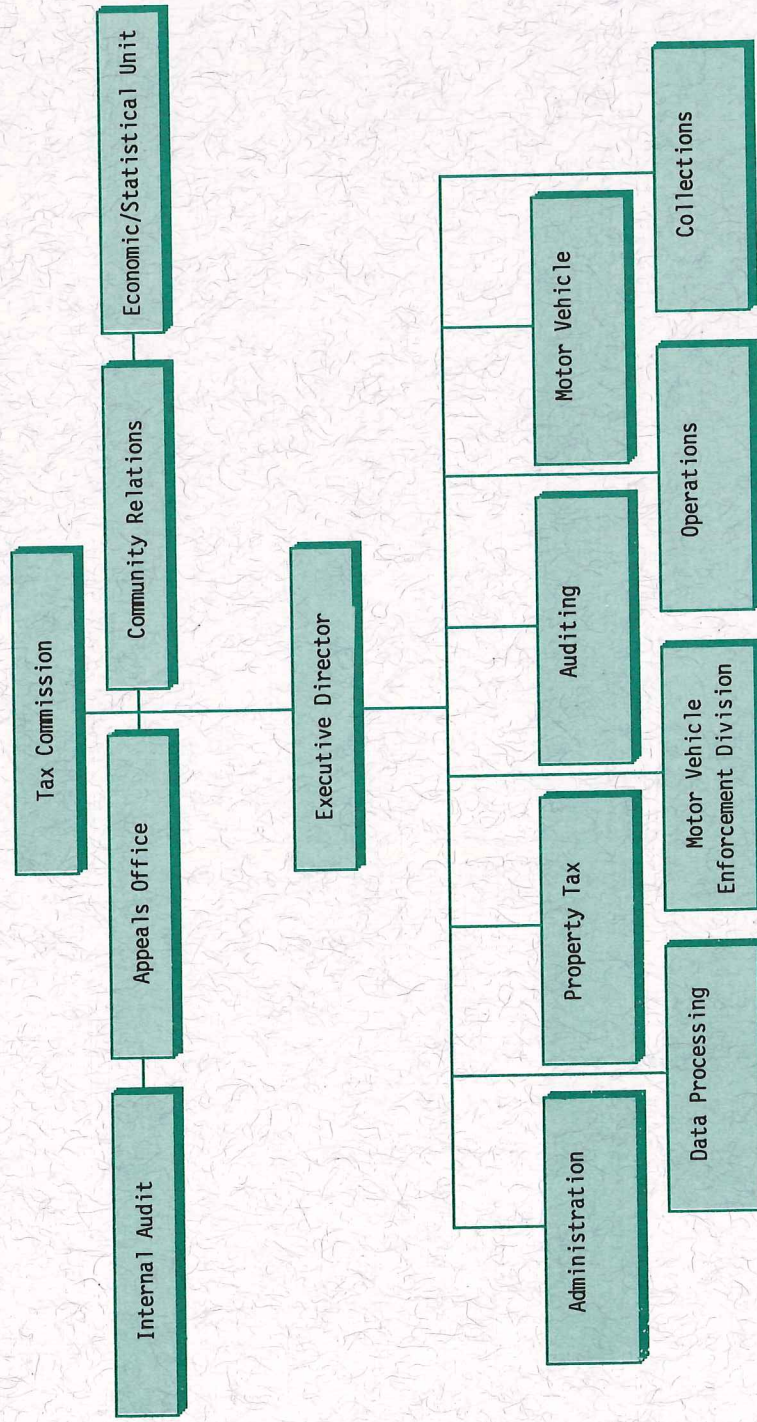 Tax Commission
Internal Audit
Appeals Office
Community Relations
Economic/Statistical Unit
Executive Director
Administration
Property Tax
Auditing
Motor Vehicle
Data Processing
Motor Vehicle
Enforcement Division
Operations
Collections